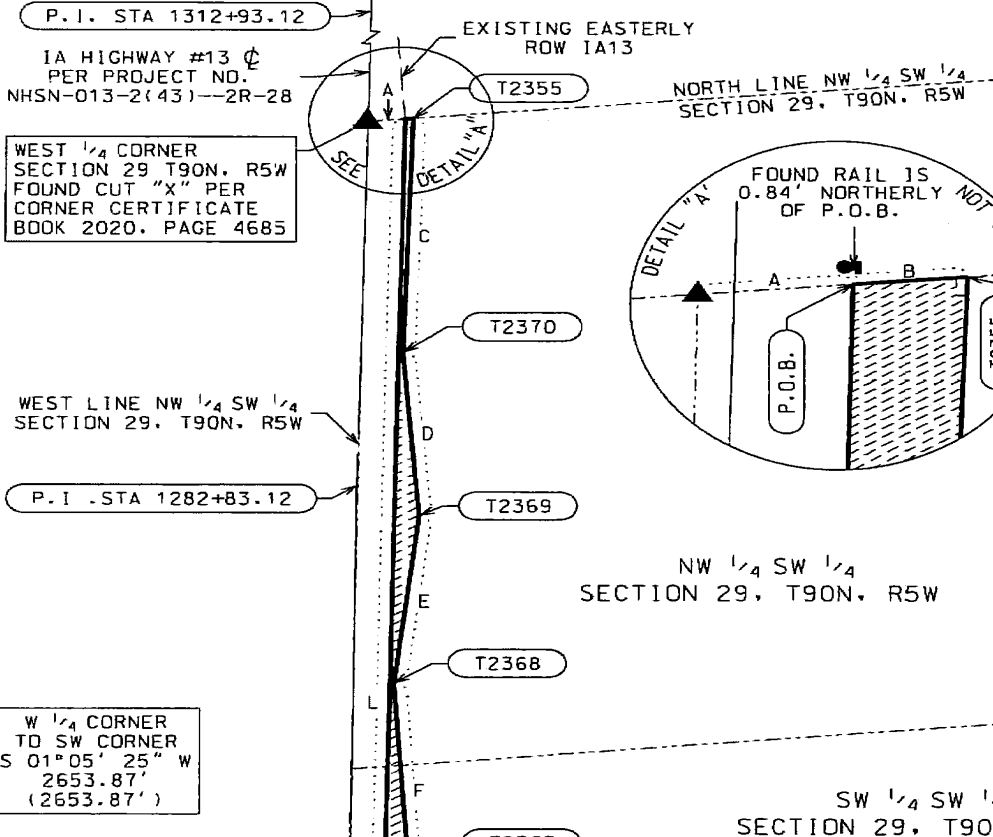 P.I. STA 1312+93.12
EXISTING EASTERLY
ROW IA13
IA HIGHWAY #13 ℄
PER PROJECT NO.
NHSN-013-2(43)--2R-28
A
T2355
NORTH LINE NW 1/4 SW 1/4
SECTION 29, T90N, R5W
SEE DETAIL "A"
WEST 1/4 CORNER
SECTION 29 T90N, R5W
FOUND CUT "X" PER
CORNER CERTIFICATE
BOOK 2020, PAGE 4685
DETAIL "A"
NOT
FOUND RAIL IS
0.84' NORTHERLY
OF P.O.B.
A
B
P.O.B.
C
T2370
WEST LINE NW 1/4 SW 1/4
SECTION 29, T90N, R5W
D
P.I .STA 1282+83.12
T2369
NW 1/4 SW 1/4
SECTION 29, T90N, R5W
E
T2368
L
W 1/4 CORNER
TO SW CORNER
S 01°05' 25" W
2653.87'
(2653.87')
F
SW 1/4 SW
SECTION 29, T90